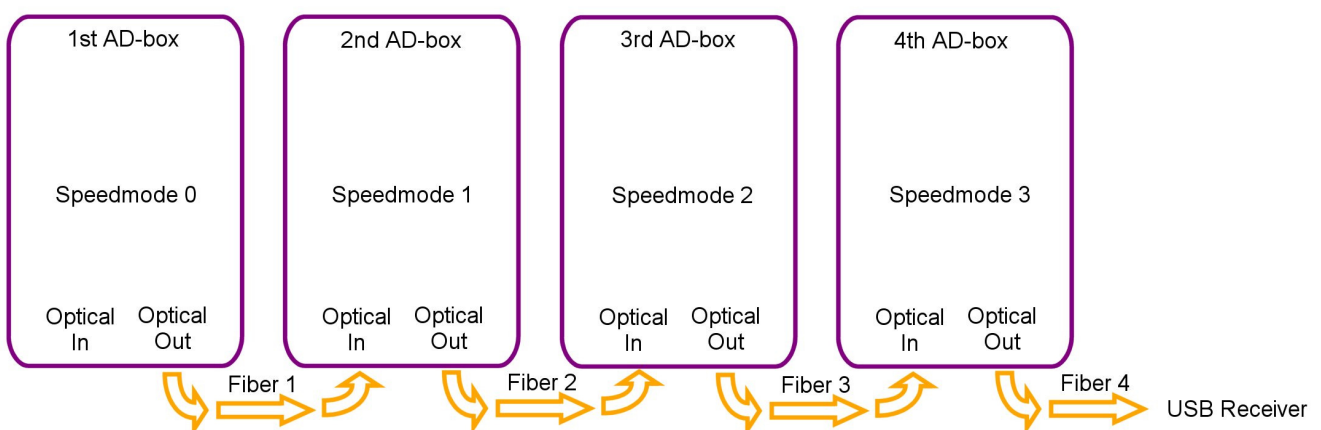 1st AD-box
2nd AD-box
3rd AD-box
4th AD-box
Speedmode 0
Speedmode 1
Speedmode 2
Speedmode 3
Optical
In
Optical
Out
Optical
In
Optical
Out
Optical
In
Optical
Out
Optical
In
Optical
Out
Fiber 1
Fiber 2
Fiber 3
Fiber 4
USB Receiver